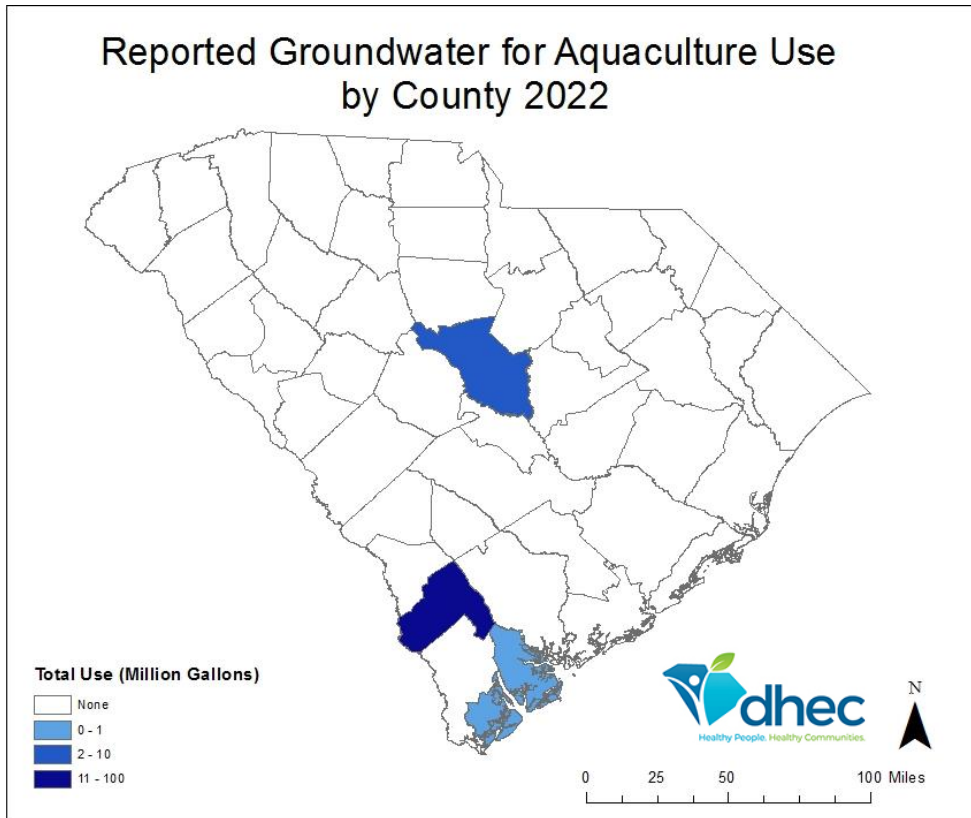 Reported Groundwater for Aquaculture Use
by County 2022
Total Use (Million Gallons)
None
0 - 1
2 - 10
11 - 100
dhec
Healthy People. Healthy Communities.
N
0 25 50 100 Miles